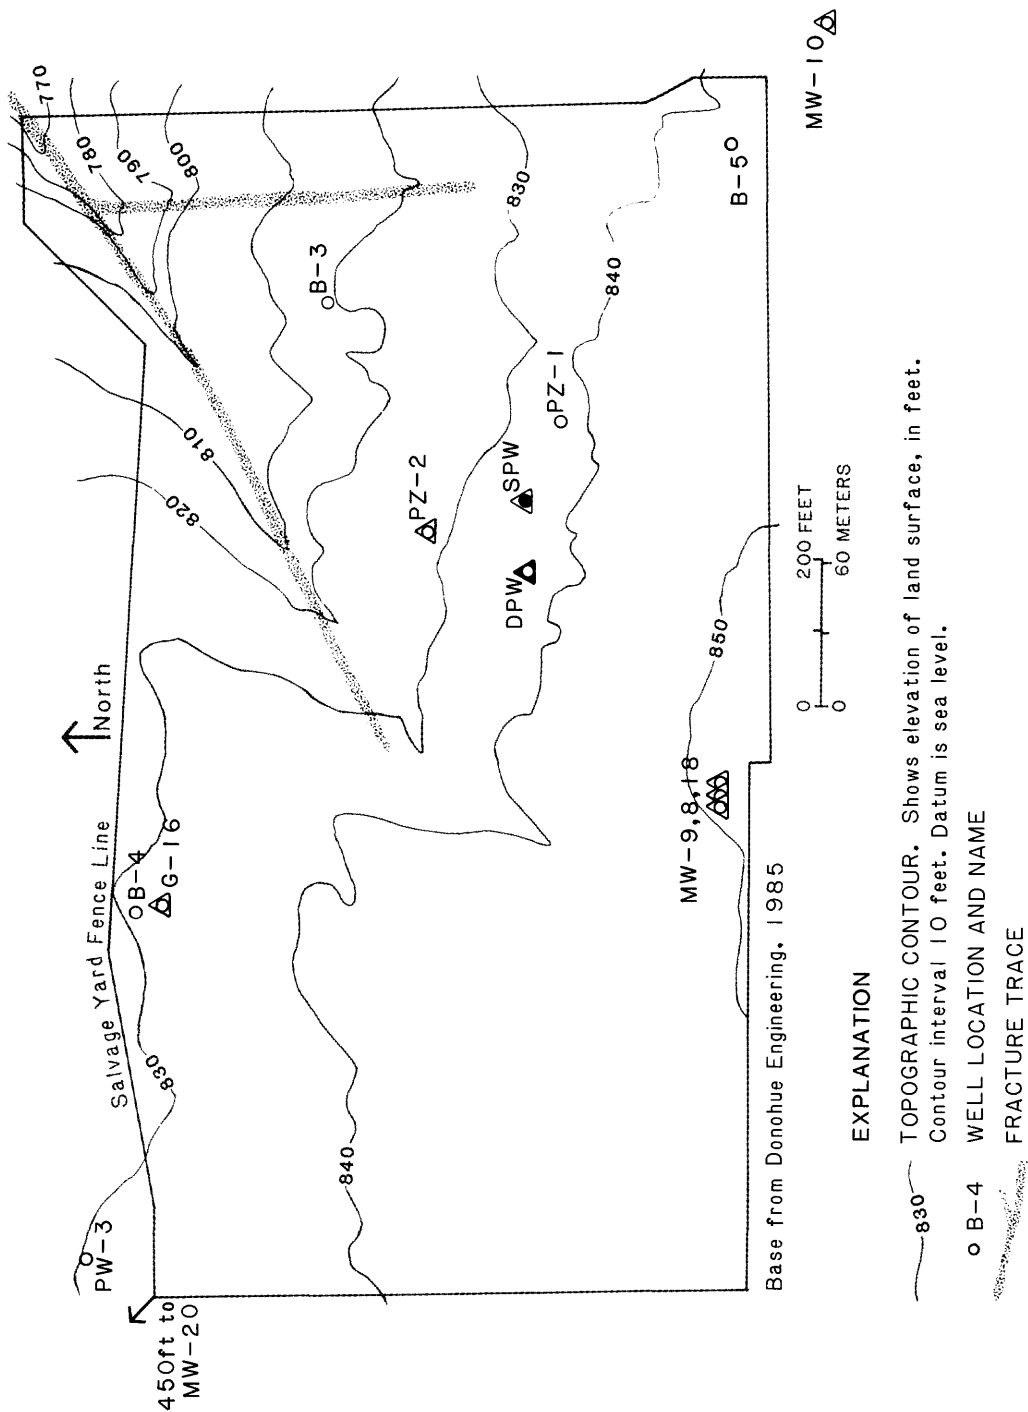 North
Salvage Yard Fence Line
450ft to
MW-20
PW-3
830
B-4
G-16
820
810
800
790
780
770
B-3
PZ-2
830
840
SPW
PZ-1
DPW
840
B-5
MW-10
MW-9,8,18
850
0 200 FEET
0 60 METERS
Base from Donohue Engineering, 1985
EXPLANATION
830 TOPOGRAPHIC CONTOUR. Shows elevation of land surface, in feet.
Contour interval 10 feet. Datum is sea level.
B-4 WELL LOCATION AND NAME
FRACTURE TRACE